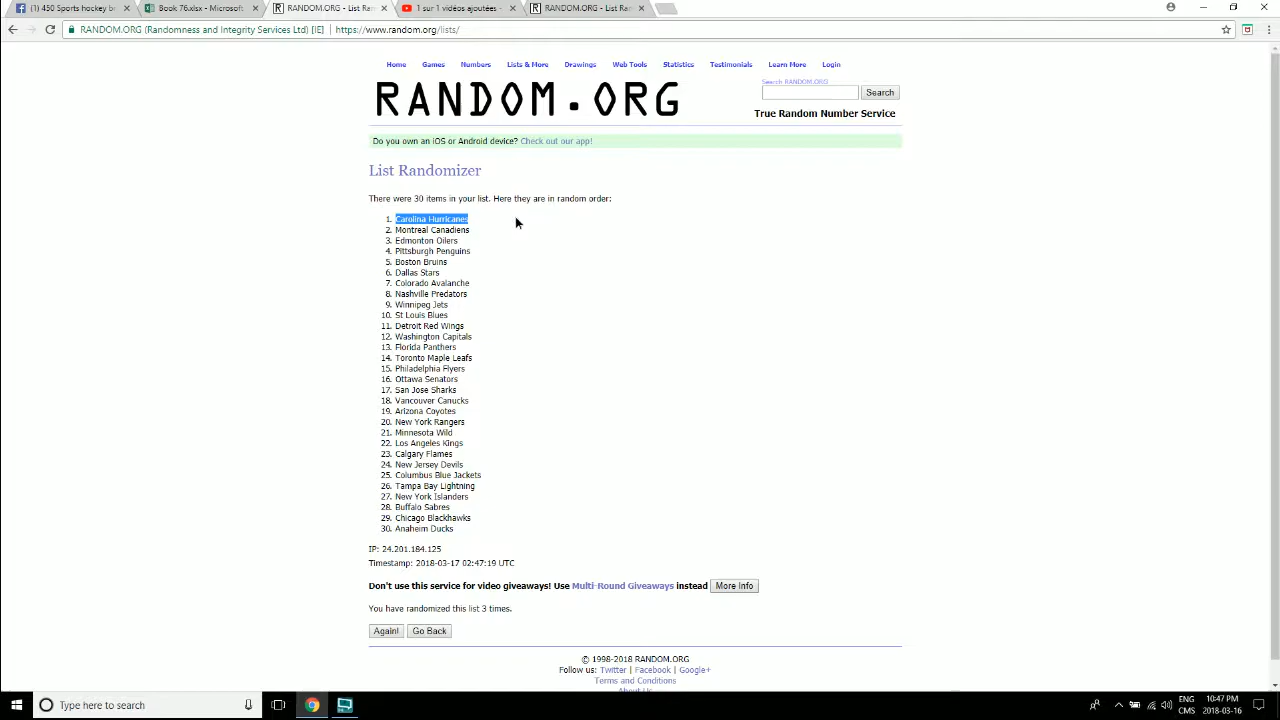 (1) 450 Sports hockey b
Book 76.xlsx - Microsoft
RANDOM.ORG - List Ra
1 sur 1 vidéos ajoutées -
RANDOM.ORG - List Ra
RANDOM.ORG (Randomness and Integrity Services Ltd) [IE] https://www.random.org/lists/
Home Games Numbers Lists & More Drawings Web Tools Statistics Testimonials Learn More Login
Search RANDOM.ORG
RANDOM.ORG
Search
True Random Number Service
Do you own an iOS or Android device? Check out our app!
List Randomizer
There were 30 items in your list. Here they are in random order:
1. Carolina Hurricanes
2. Montreal Canadiens
3. Edmonton Oilers
4. Pittsburgh Penguins
5. Boston Bruins
6. Dallas Stars
7. Colorado Avalanche
8. Nashville Predators
9. Winnipeg Jets
10. St Louis Blues
11. Detroit Red Wings
12. Washington Capitals
13. Florida Panthers
14. Toronto Maple Leafs
15. Philadelphia Flyers
16. Ottawa Senators
17. San Jose Sharks
18. Vancouver Canucks
19. Arizona Coyotes
20. New York Rangers
21. Minnesota Wild
22. Los Angeles Kings
23. Calgary Flames
24. New Jersey Devils
25. Columbus Blue Jackets
26. Tampa Bay Lightning
27. New York Islanders
28. Buffalo Sabres
29. Chicago Blackhawks
30. Anaheim Ducks
IP: 24.201.184.125
Timestamp: 2018-03-17 02:47:19 UTC
Don't use this service for video giveaways! Use Multi-Round Giveaways instead More Info
You have randomized this list 3 times.
Again! Go Back
© 1998-2018 RANDOM.ORG
Follow us: Twitter | Facebook | Google+
Terms and Conditions
About Us
Type here to search
ENG
CMS
10:47 PM
2018-03-16